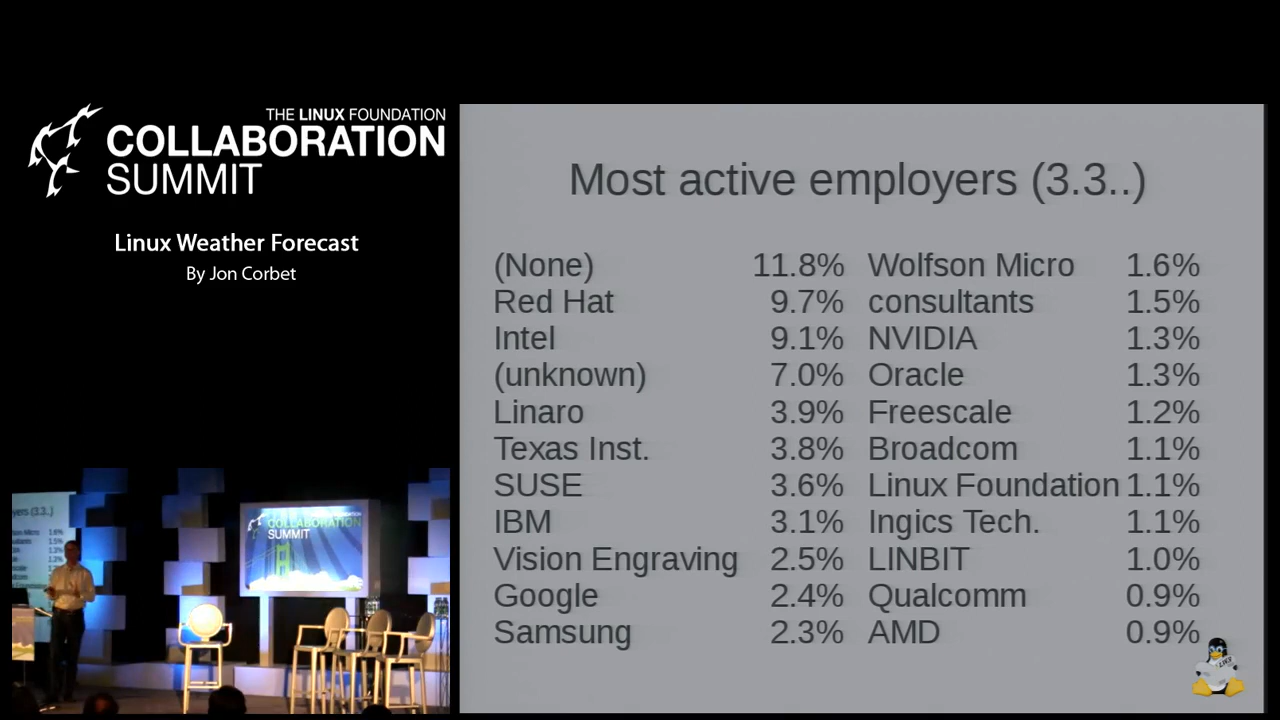 THE LINUX FOUNDATION
COLLABORATION
SUMMIT
Linux Weather Forecast
By Jon Corbet
Most active employers (3.3..)
(None) 11.8% Wolfson Micro 1.6%
Red Hat 9.7% consultants 1.5%
Intel 9.1% NVIDIA 1.3%
(unknown) 7.0% Oracle 1.3%
Linaro 3.9% Freescale 1.2%
Texas Inst. 3.8% Broadcom 1.1%
SUSE 3.6% Linux Foundation 1.1%
IBM 3.1% Ingics Tech. 1.1%
Vision Engraving 2.5% LINBIT 1.0%
Google 2.4% Qualcomm 0.9%
Samsung 2.3% AMD 0.9%
COLLABORATION
SUMMIT